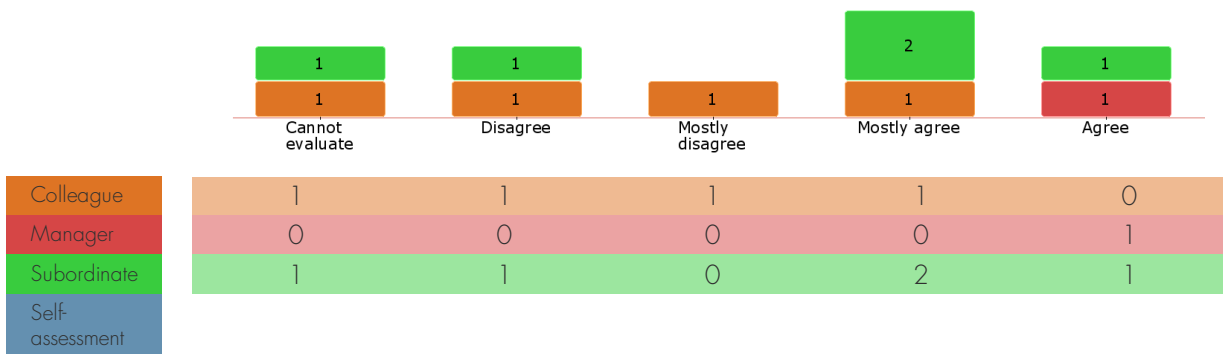 2
1 1 1
1 1 1 1 1
Cannot evaluate Disagree Mostly disagree Mostly agree Agree
Colleague 1 1 1 1 0
Manager 0 0 0 0 1
Subordinate 1 1 0 2 1
Self-
assessment